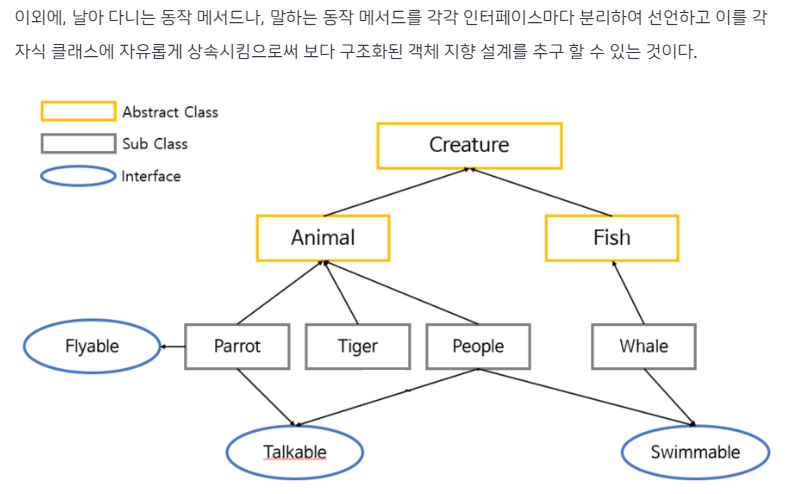 이외에, 날아 다니는 동작 메서드나, 말하는 동작 메서드를 각각 인터페이스마다 분리하여 선언하고 이를 각
자식 클래스에 자유롭게 상속시킴으로써 보다 구조화된 객체 지향 설계를 추구 할 수 있는 것이다.
Abstract Class
Sub Class
Interface
Creature
Animal
Fish
Flyable
Parrot
Tiger
People
Whale
Talkable
Swimmable